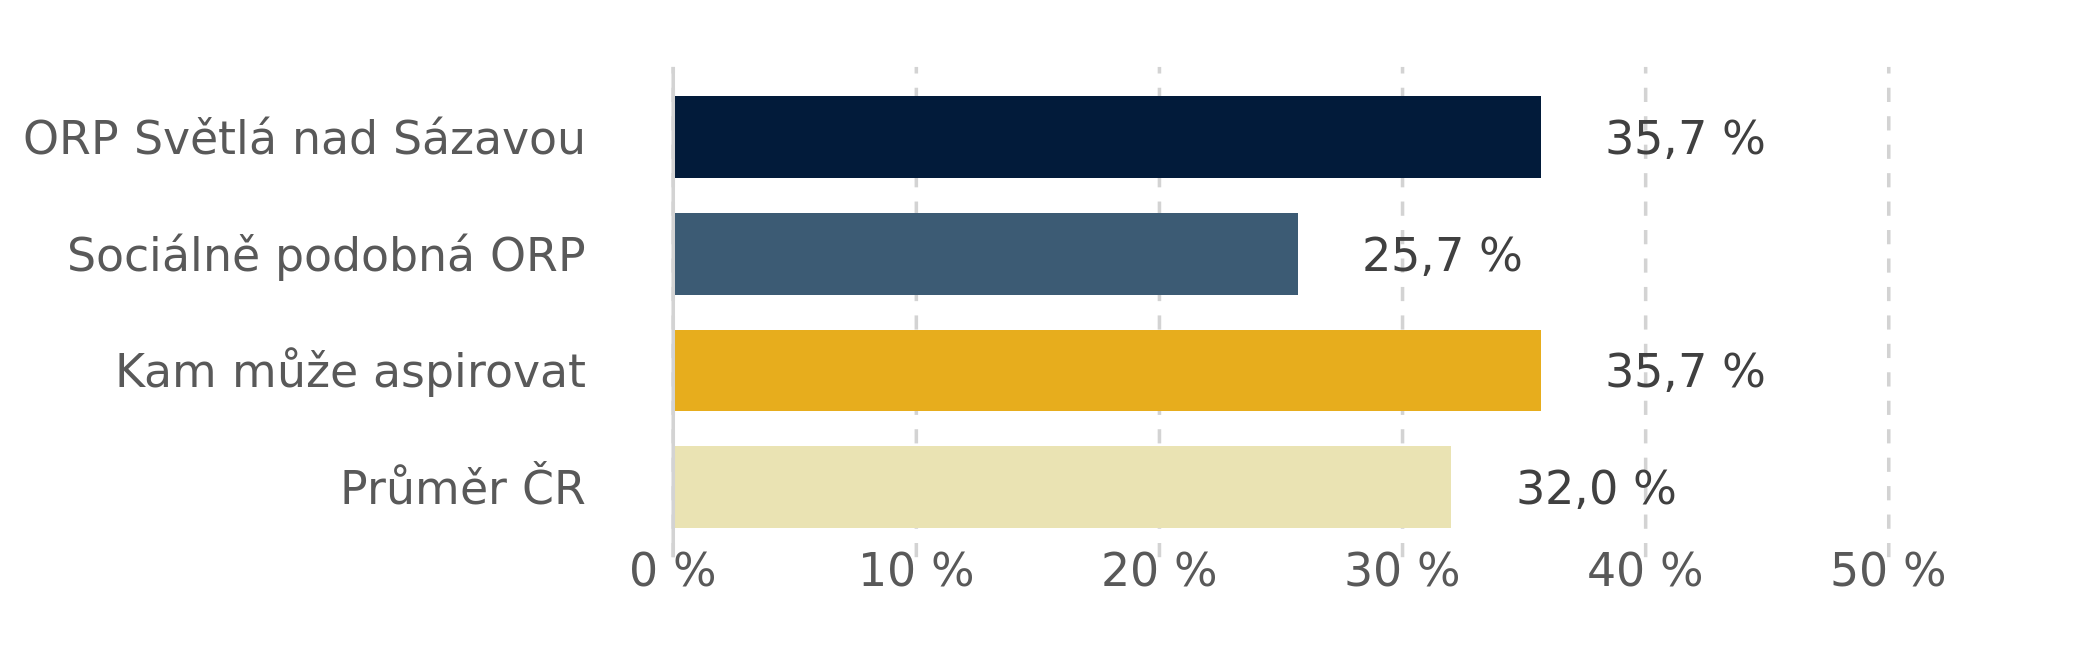 ORP Světlá nad Sázavou 35,7 %
Sociálně podobná ORP 25,7 %
Kam může aspirovat 35,7 %
Průměr ČR 32,0 %
0 % 10 % 20 % 30 % 40 % 50 %